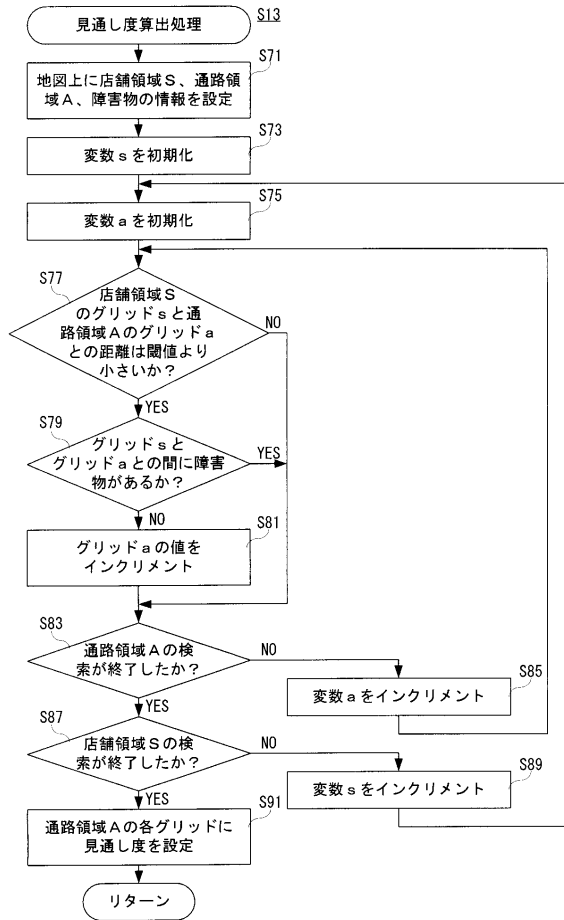 見通し度算出処理
S13
S71
地図上に店舗領域S、通路領
域A、障害物の情報を設定
S73
変数sを初期化
S75
変数aを初期化
S77
店舗領域S
のグリッドsと通
路領域Aのグリッドa
との距離は閾値より
小さいか?
NO
YES
S79
グリッドsと
グリッドaとの間に障害
物があるか?
YES
NO
S81
グリッドaの値を
インクリメント
S83
通路領域Aの検
索が終了したか?
NO
S85
変数aをインクリメント
YES
S87
店舗領域Sの検
索が終了したか?
NO
S89
変数sをインクリメント
YES
S91
通路領域Aの各グリッドに
見通し度を設定
リターン